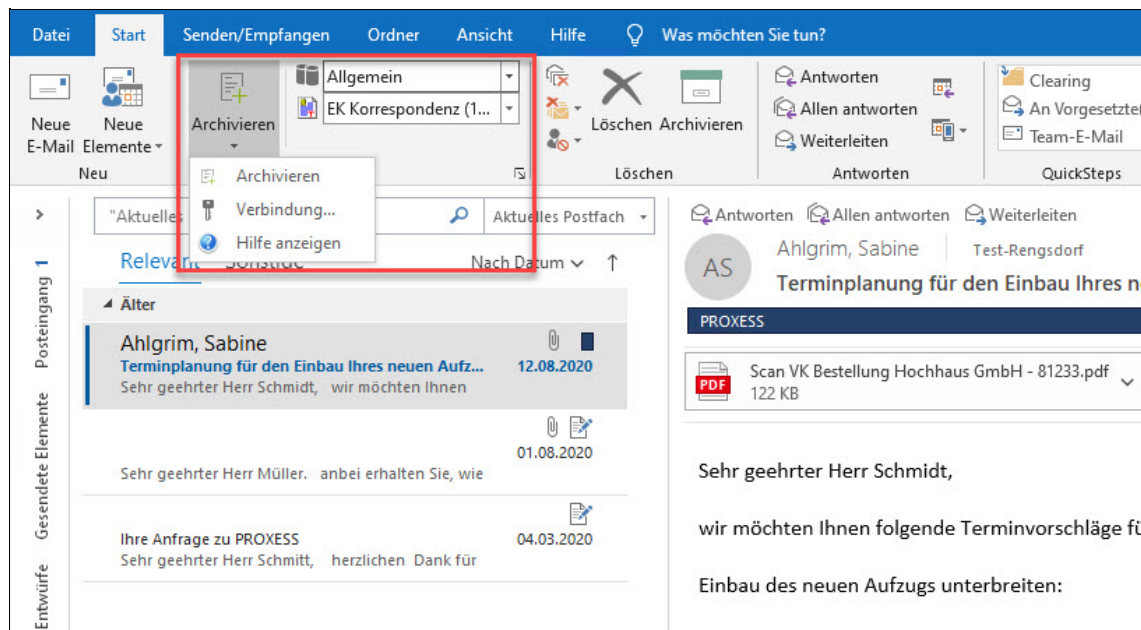 Datei Start Senden/Empfangen Ordner Ansicht Hilfe Was möchten Sie tun?
Neue E-Mail
Neue Elemente
Neu
Archivieren
Allgemein
EK Korrespondenz (1...
Archivieren
Verbindung...
Hilfe anzeigen
Löschen
Archivieren
Löschen
Antworten
Allen antworten
Weiterleiten
Antworten
Clearing
An Vorgesetzte
Team-E-Mail
QuickSteps
Posteingang 1
Gesendete Elemente
Entwürfe
"Aktuelles
Aktuelles Postfach
Relevant
Nach Datum
Älter
Ahlgrim, Sabine
Terminplanung für den Einbau Ihres neuen Aufz... 12.08.2020
Sehr geehrter Herr Schmidt, wir möchten Ihnen
01.08.2020
Sehr geehrter Herr Müller. anbei erhalten Sie, wie
Ihre Anfrage zu PROXESS 04.03.2020
Sehr geehrter Herr Schmitt, herzlichen Dank für
Antworten Allen antworten Weiterleiten
AS
Ahlgrim, Sabine Test-Rengsdorf
Terminplanung für den Einbau Ihres
PROXESS
PDF
Scan VK Bestellung Hochhaus GmbH - 81233.pdf
122 KB
Sehr geehrter Herr Schmidt,
wir möchten Ihnen folgende Terminvorschläge
Einbau des neuen Aufzugs unterbreiten: